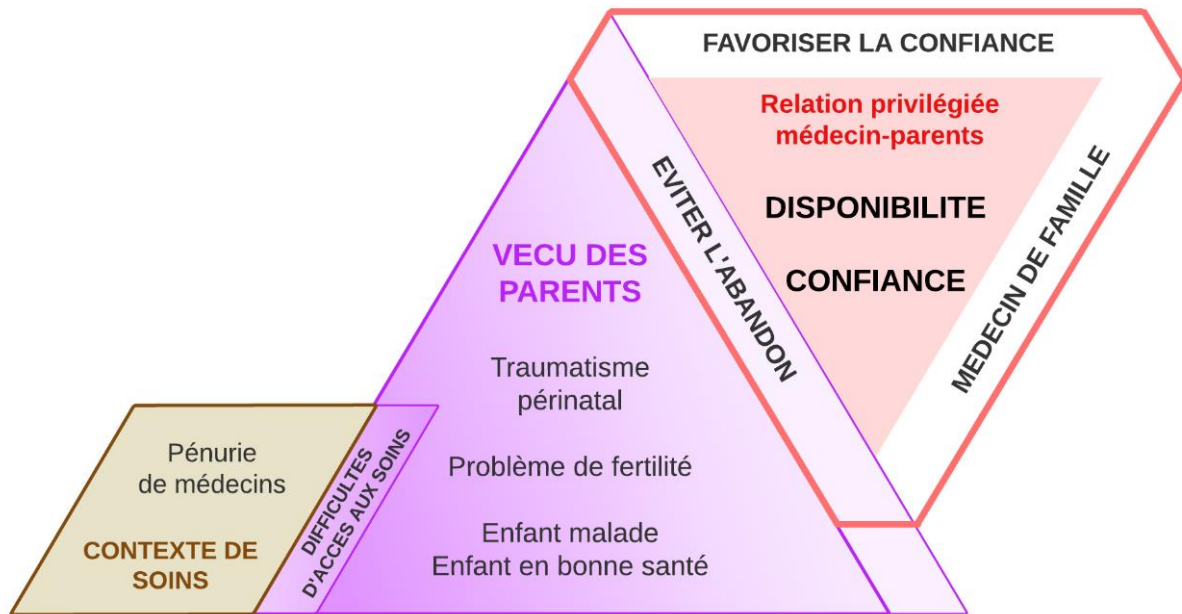 FAVORISER LA CONFIANCE
Relation privilégiée
médecin-parents
DISPONIBILITE
CONFIANCE
EVITER L'ABANDON
MEDECIN DE FAMILLE
VECU DES
PARENTS
Traumatisme
périnatal
Problème de fertilité
Enfant malade
Enfant en bonne santé
DIFFICULTES
D'ACCES AUX SOINS
Pénurie
de médecins
CONTEXTE DE
SOINS